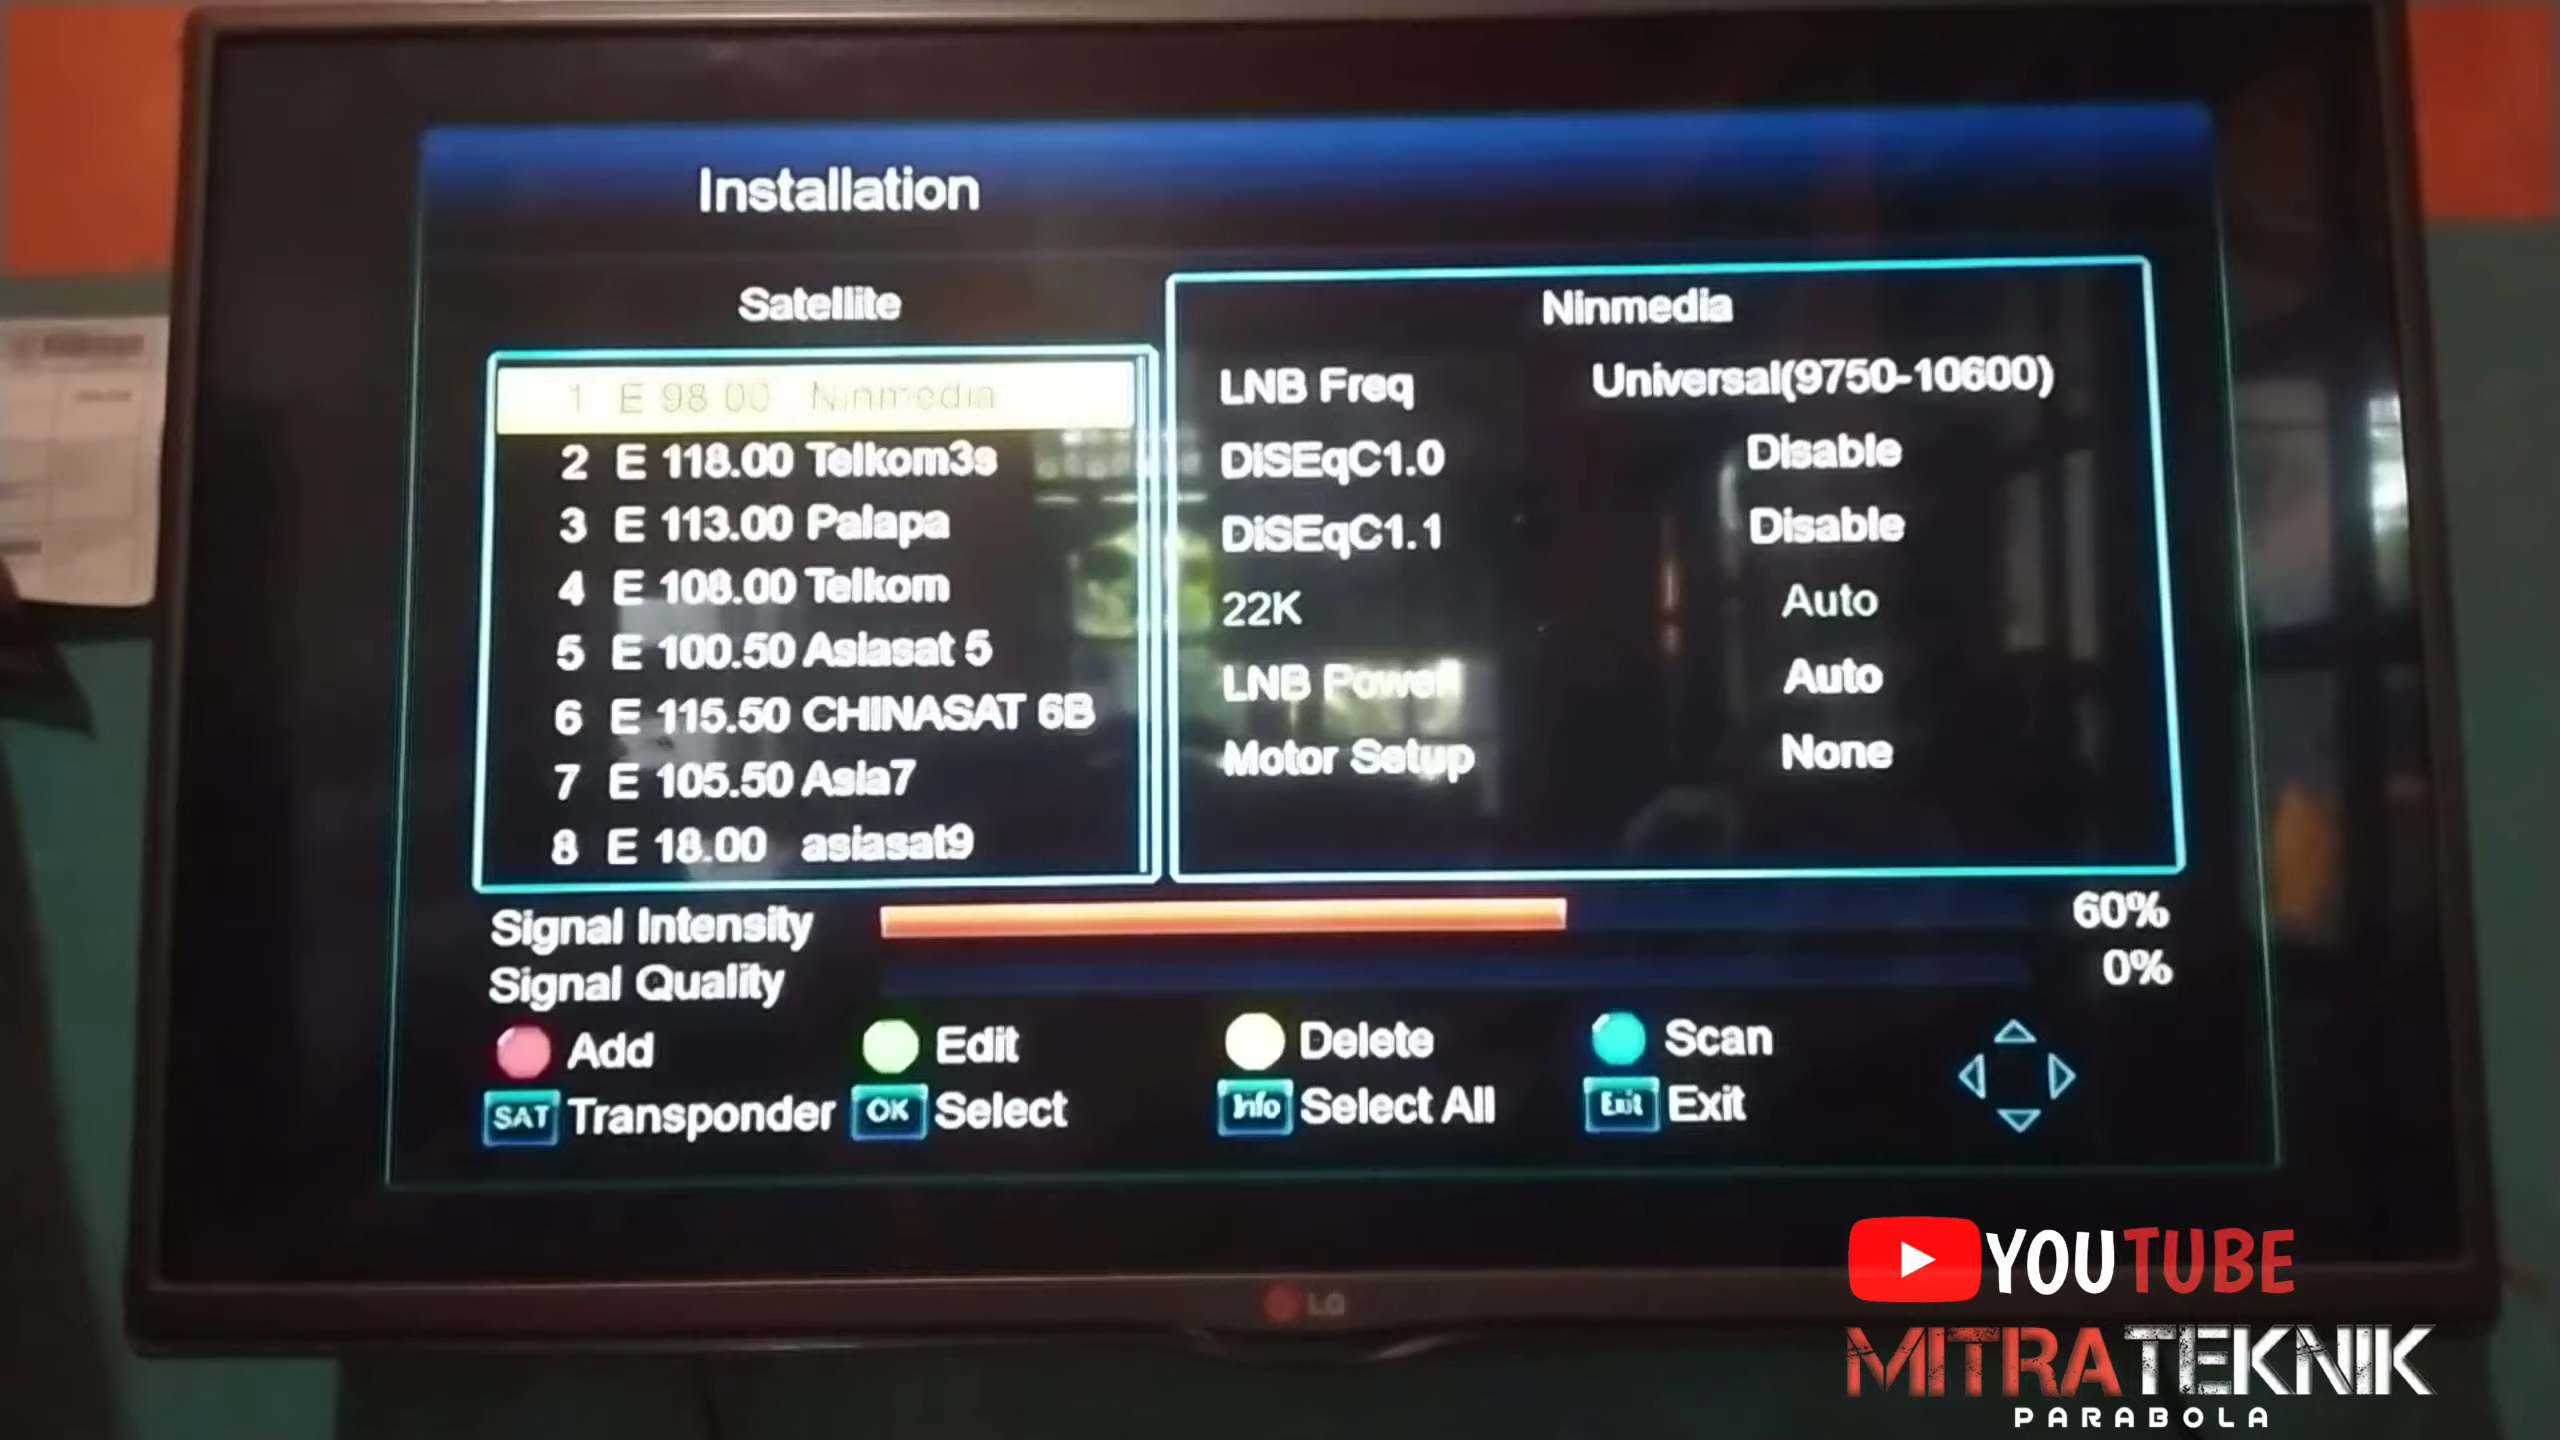 Installation
Satellite
1 E 98.00 Ninmedia
2 E 118.00 Telkom3s
3 E 113.00 Palapa
4 E 108.00 Telkom
5 E 100.50 Asiasat 5
6 E 115.50 CHINASAT 6B
7 E 105.50 Asia7
8 E 18.00 asiasat9
Ninmedia
LNB Freq Universal(9750-10600)
DiSEqC1.0 Disable
DiSEqC1.1 Disable
22K Auto
LNB Power Auto
Motor Setup None
Signal Intensity 60%
Signal Quality 0%
Add Edit Delete Scan
SAT Transponder OK Select Info Select All Exit Exit
LG
YOUTUBE
MITRATEKNIK
PARABOLA